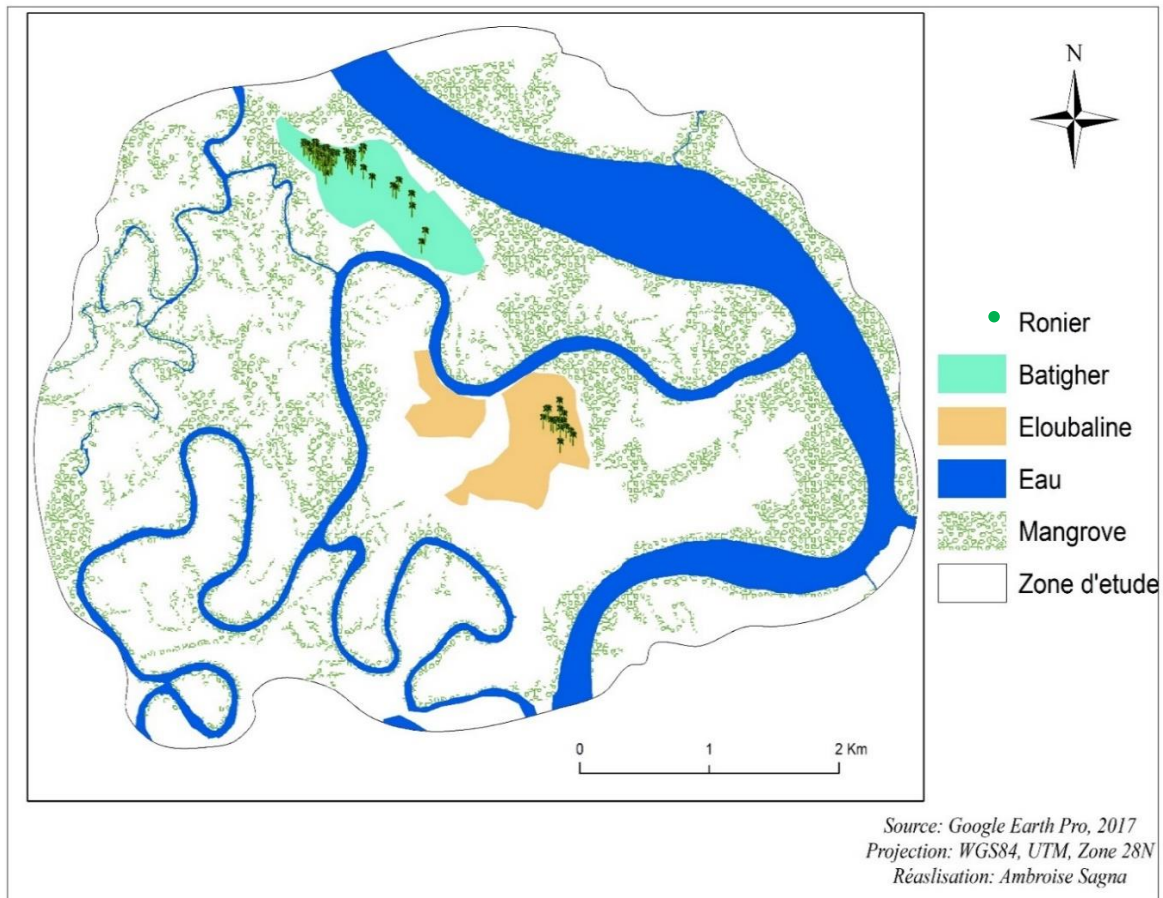 N
Ronier
Batigher
Eloubaline
Eau
Mangrove
Zone d'etude
0 1 2 Km
Source: Google Earth Pro, 2017
Projection: WGS84, UTM, Zone 28N
Réaslisation: Ambroise Sagna